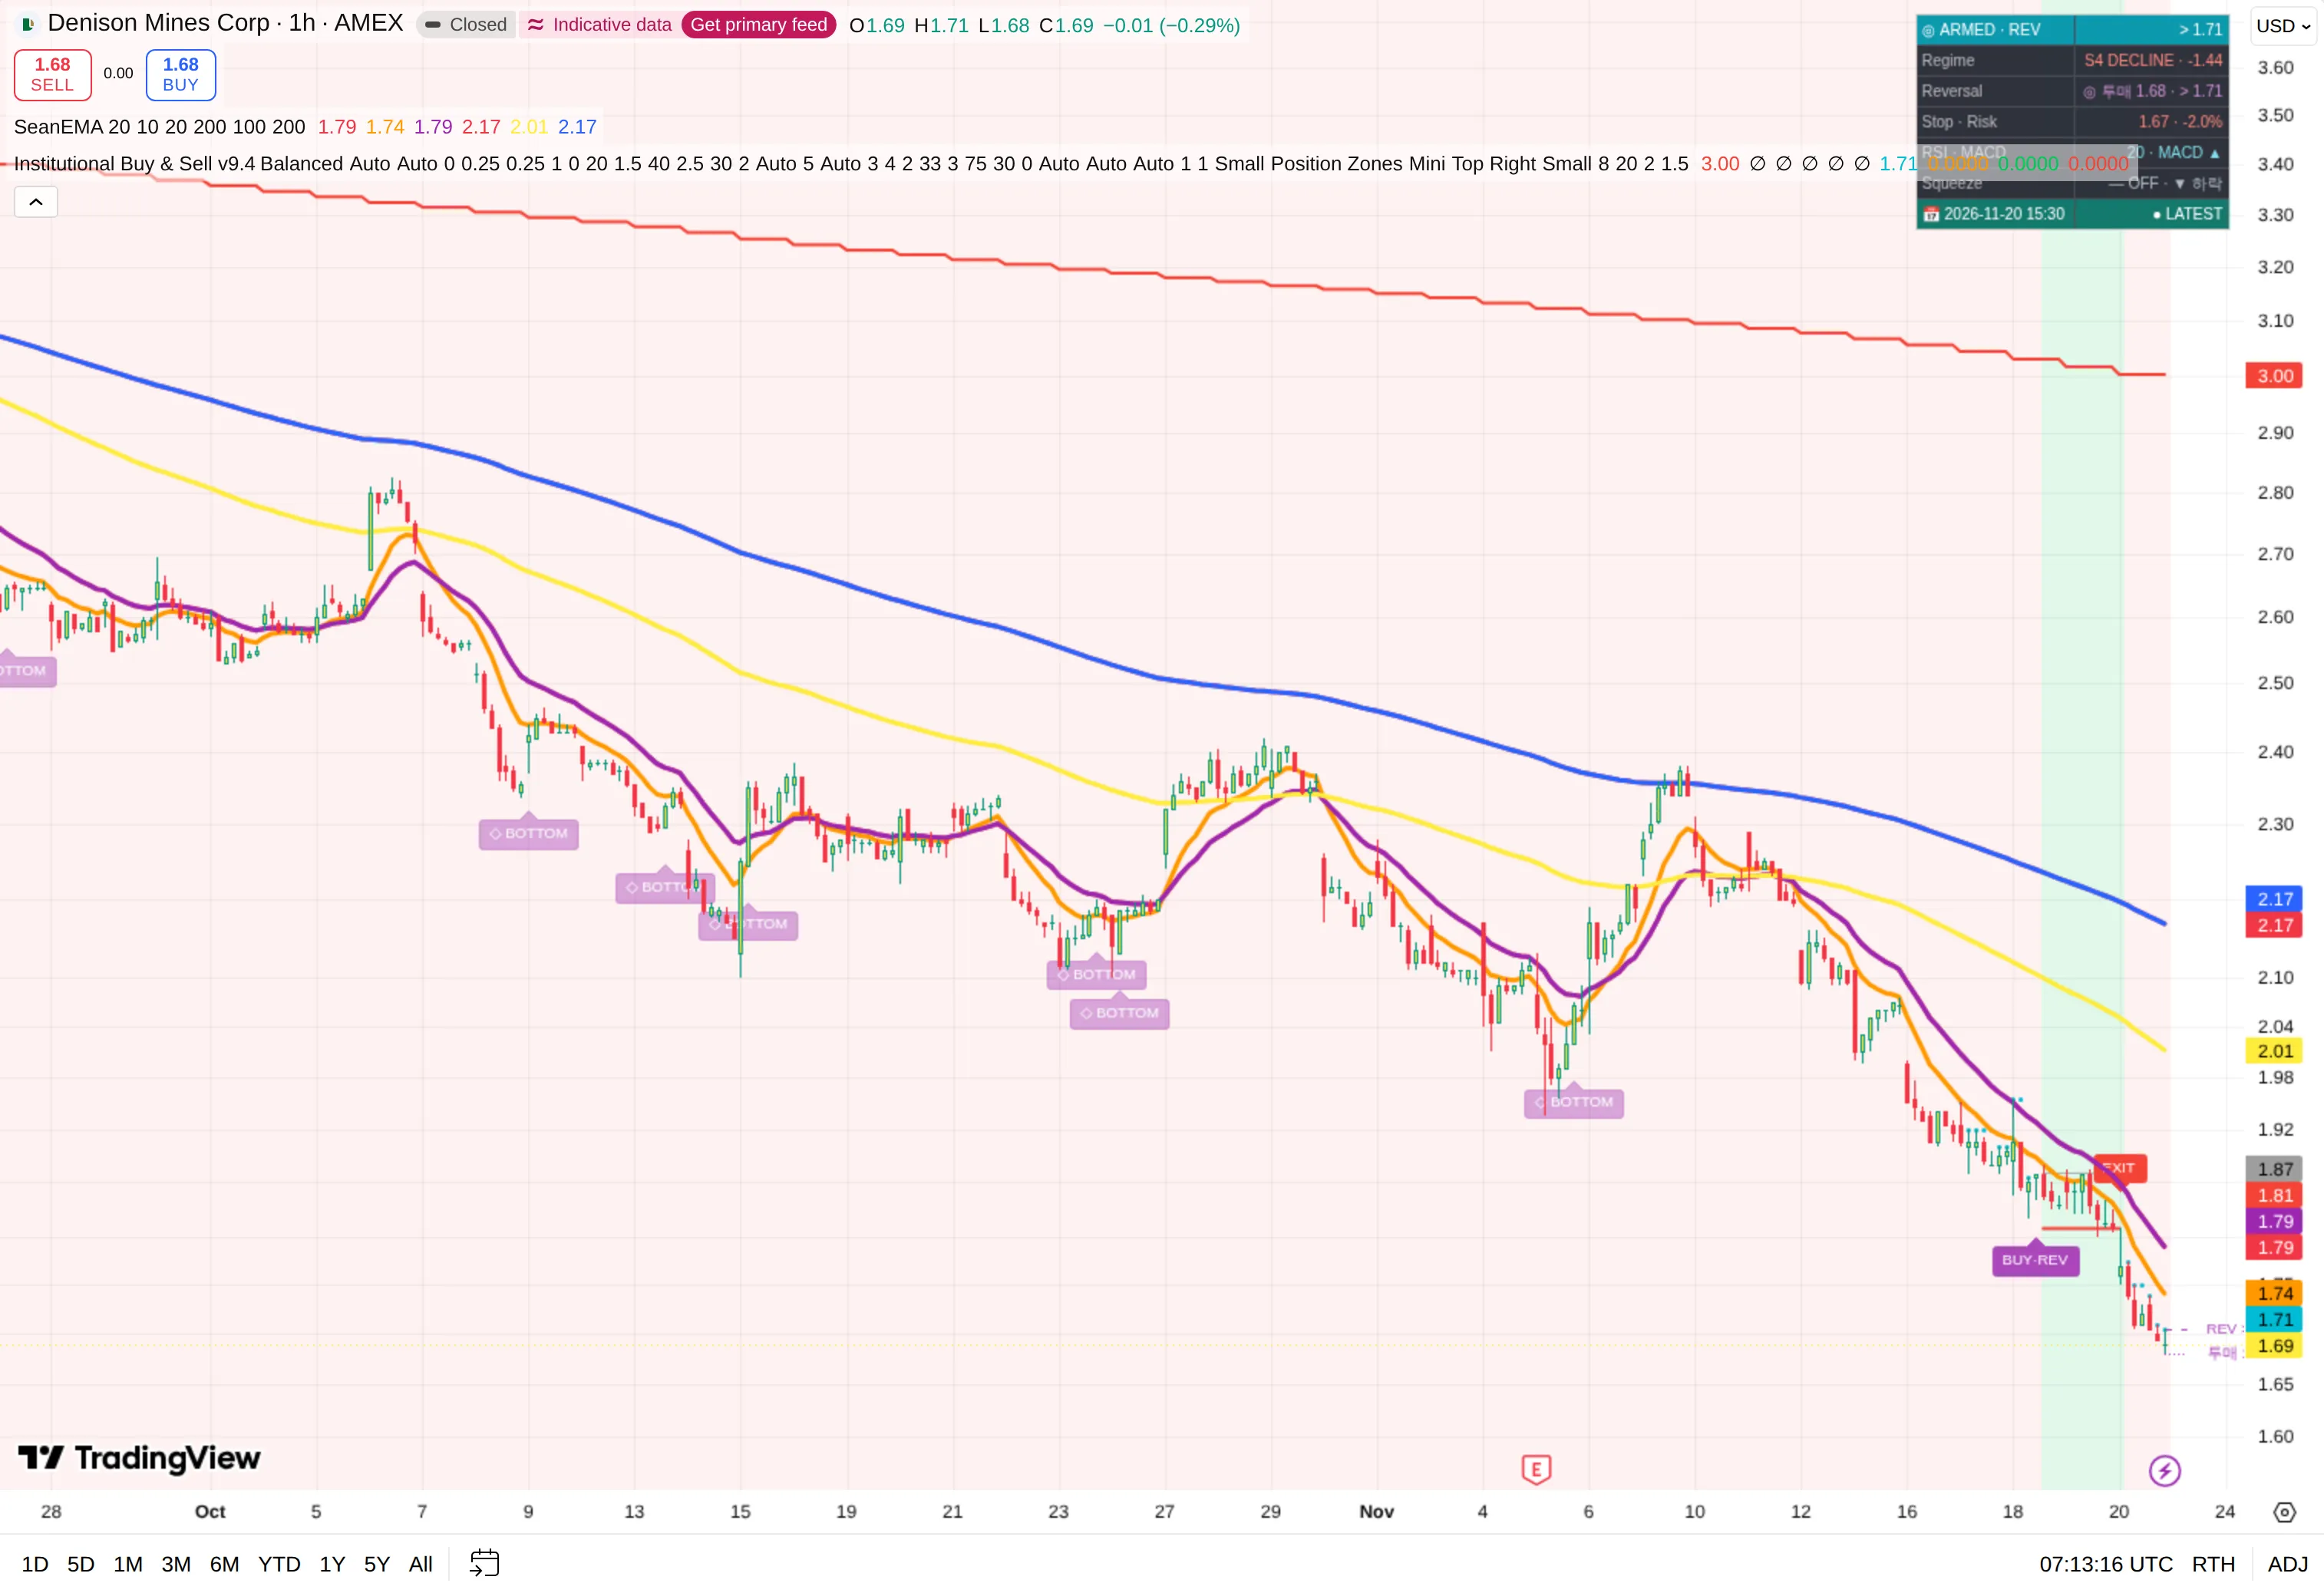 Denison Mines Corp · 1h · AMEX Closed Indicative data Get primary feed O1.69 H1.71 L1.68 C1.69 −0.01 (−0.29%)
1.68 SELL 0.00 1.68 BUY
SeanEMA 20 10 20 200 100 200 1.79 1.74 1.79 2.17 2.01 2.17
Institutional Buy & Sell v9.4 Balanced Auto Auto 0 0.25 0.25 1 0 20 1.5 40 2.5 30 2 Auto 5 Auto 3 4 2 33 3 75 30 0 Auto Auto Auto 1 1 Small Position Zones Mini Top Right Small 8 20 2 1.5 3.00 ∅ ∅ ∅ ∅ ∅ 1.71 0.0000 0.0000 0.0000
◎ ARMED · REV > 1.71
Regime S4 DECLINE · -1.44
Reversal ◎ 투매 1.68 · > 1.71
Stop · Risk 1.67 · -2.0%
RSI · MACD 20 · MACD ▲
Squeeze — OFF · ▼ 하락
📅 2026-11-20 15:30 ● LATEST
USD
3.60
3.50
3.40
3.30
3.20
3.10
3.00
2.90
2.80
2.70
2.60
2.50
2.40
2.30
2.17
2.17
2.10
2.04
2.01
1.98
1.92
1.87
1.81
1.79
1.79
1.74
1.71
1.69
1.65
1.60
OTTOM
◇ BOTTOM
◇ BOTTOM
◇ BOTTOM
◇ BOTTOM
◇ BOTTOM
◇ BOTTOM
EXIT
BUY·REV
REV :
투매 :
TradingView
E
28 Oct 5 7 9 13 15 19 21 23 27 29 Nov 4 6 10 12 16 18 20 24
1D 5D 1M 3M 6M YTD 1Y 5Y All 07:13:16 UTC RTH ADJ